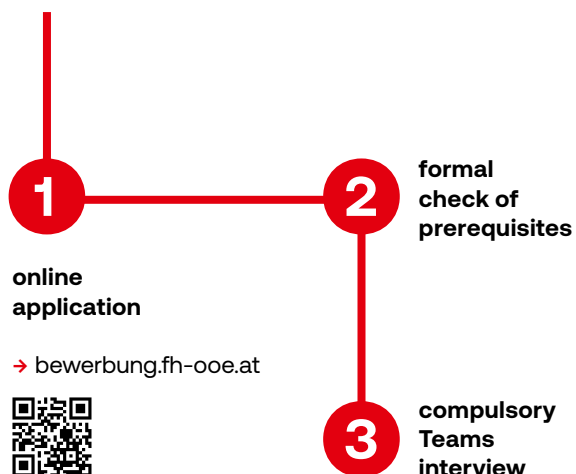 1
2
formal
check of
prerequisites
online
application
→ bewerbung.fh-ooe.at
3
compulsory
Teams
interview